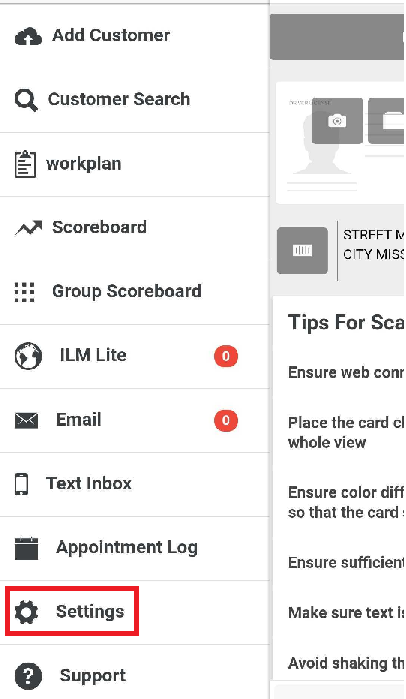 Add Customer
Customer Search
workplan
Scoreboard
Group Scoreboard
ILM Lite 0
Email 0
Text Inbox
Appointment Log
Settings
Support
STREET M
CITY MISS
Tips For Sca
Ensure web conn
Place the card cl
whole view
Ensure color diff
so that the card s
Ensure sufficient
Make sure text is
Avoid shaking th